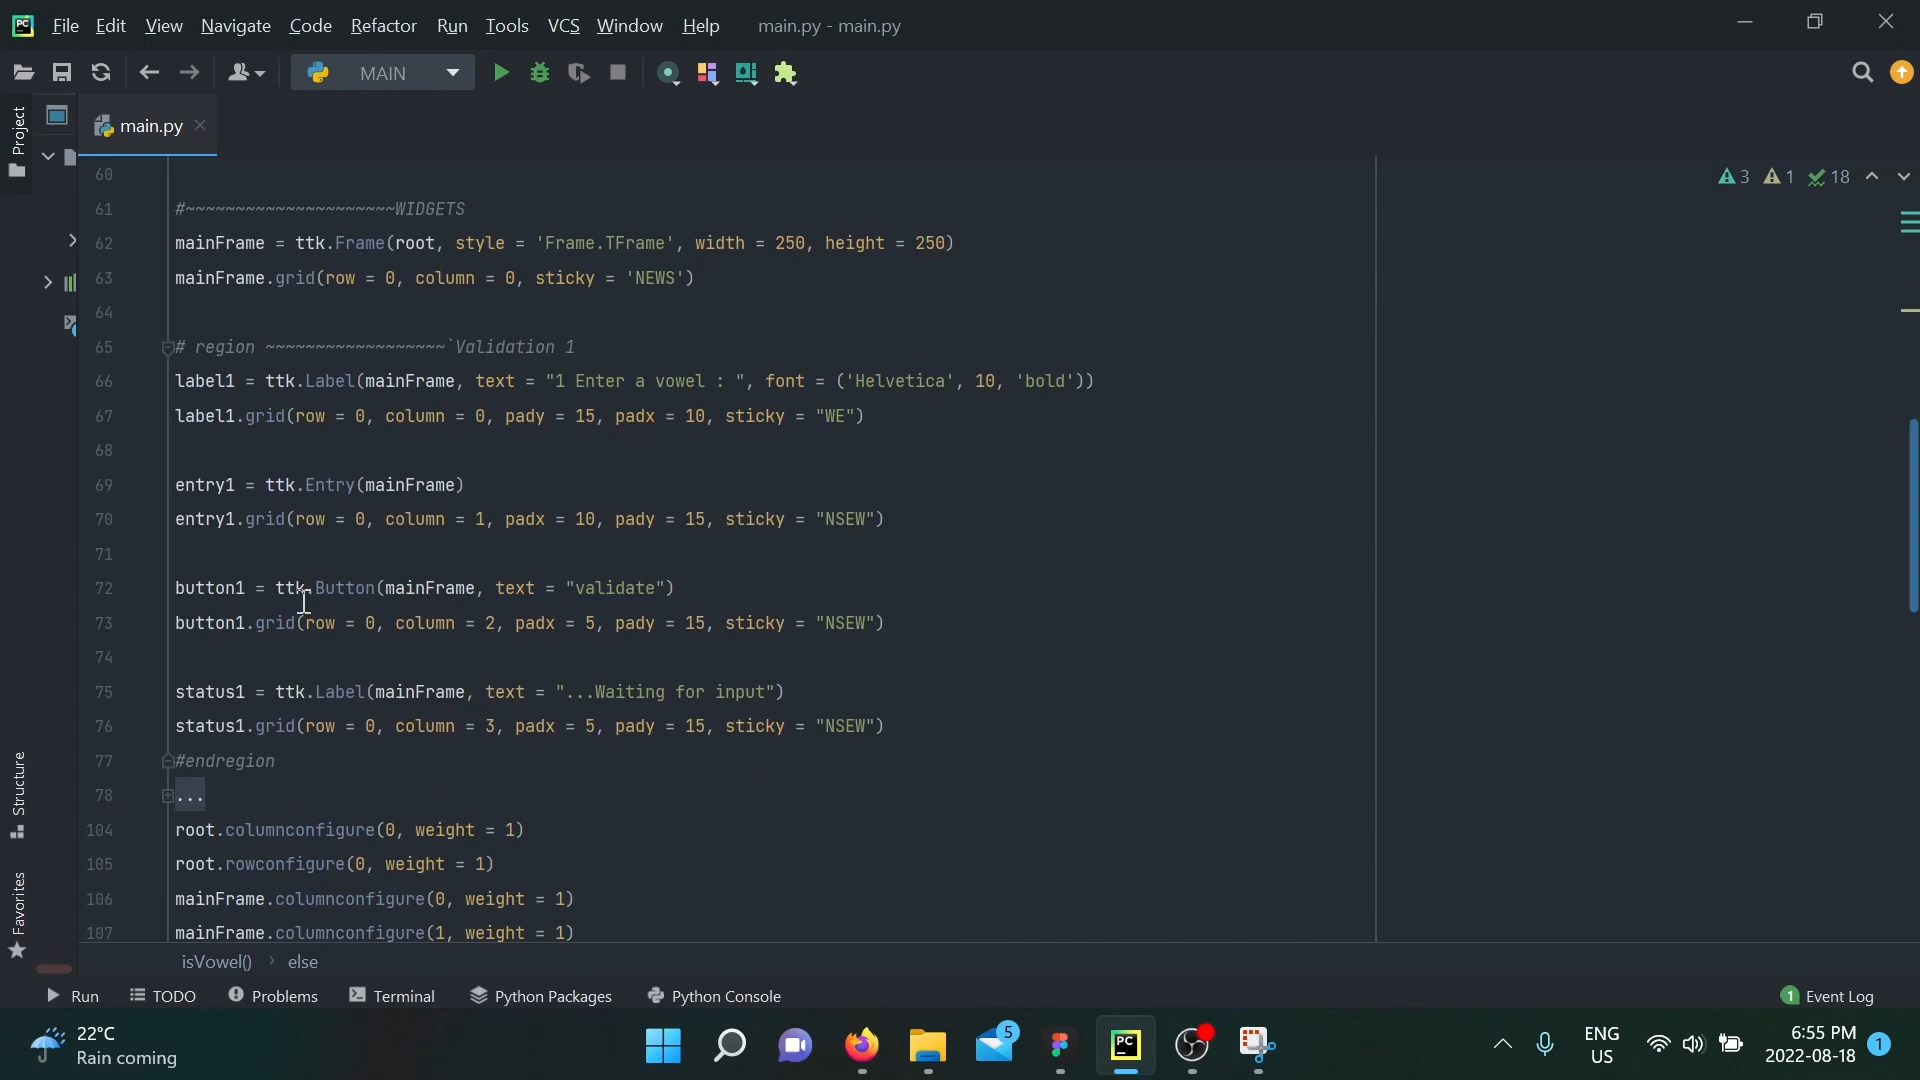 PC File Edit View Navigate Code Refactor Run Tools VCS Window Help main.py - main.py
MAIN
Project main.py
60
3 1 18
61 #~~~~~~~~~~~~~~~~~~~~~WIDGETS
62 mainFrame = ttk.Frame(root, style = 'Frame.TFrame', width = 250, height = 250)
63 mainFrame.grid(row = 0, column = 0, sticky = 'NEWS')
64
65 # region ~~~~~~~~~~~~~~~~~~`Validation 1
66 label1 = ttk.Label(mainFrame, text = "1 Enter a vowel : ", font = ('Helvetica', 10, 'bold'))
67 label1.grid(row = 0, column = 0, pady = 15, padx = 10, sticky = "WE")
68
69 entry1 = ttk.Entry(mainFrame)
70 entry1.grid(row = 0, column = 1, padx = 10, pady = 15, sticky = "NSEW")
71
72 button1 = ttk.Button(mainFrame, text = "validate")
73 button1.grid(row = 0, column = 2, padx = 5, pady = 15, sticky = "NSEW")
74
75 status1 = ttk.Label(mainFrame, text = "...Waiting for input")
76 status1.grid(row = 0, column = 3, padx = 5, pady = 15, sticky = "NSEW")
77 #endregion
78 ...
104 root.columnconfigure(0, weight = 1)
105 root.rowconfigure(0, weight = 1)
106 mainFrame.columnconfigure(0, weight = 1)
107 mainFrame.columnconfigure(1, weight = 1)
Structure
Favorites
isVowel() › else
Run TODO Problems Terminal Python Packages Python Console 1 Event Log
22°C
Rain coming
5
PC
ENG
US
6:55 PM
2022-08-18
1